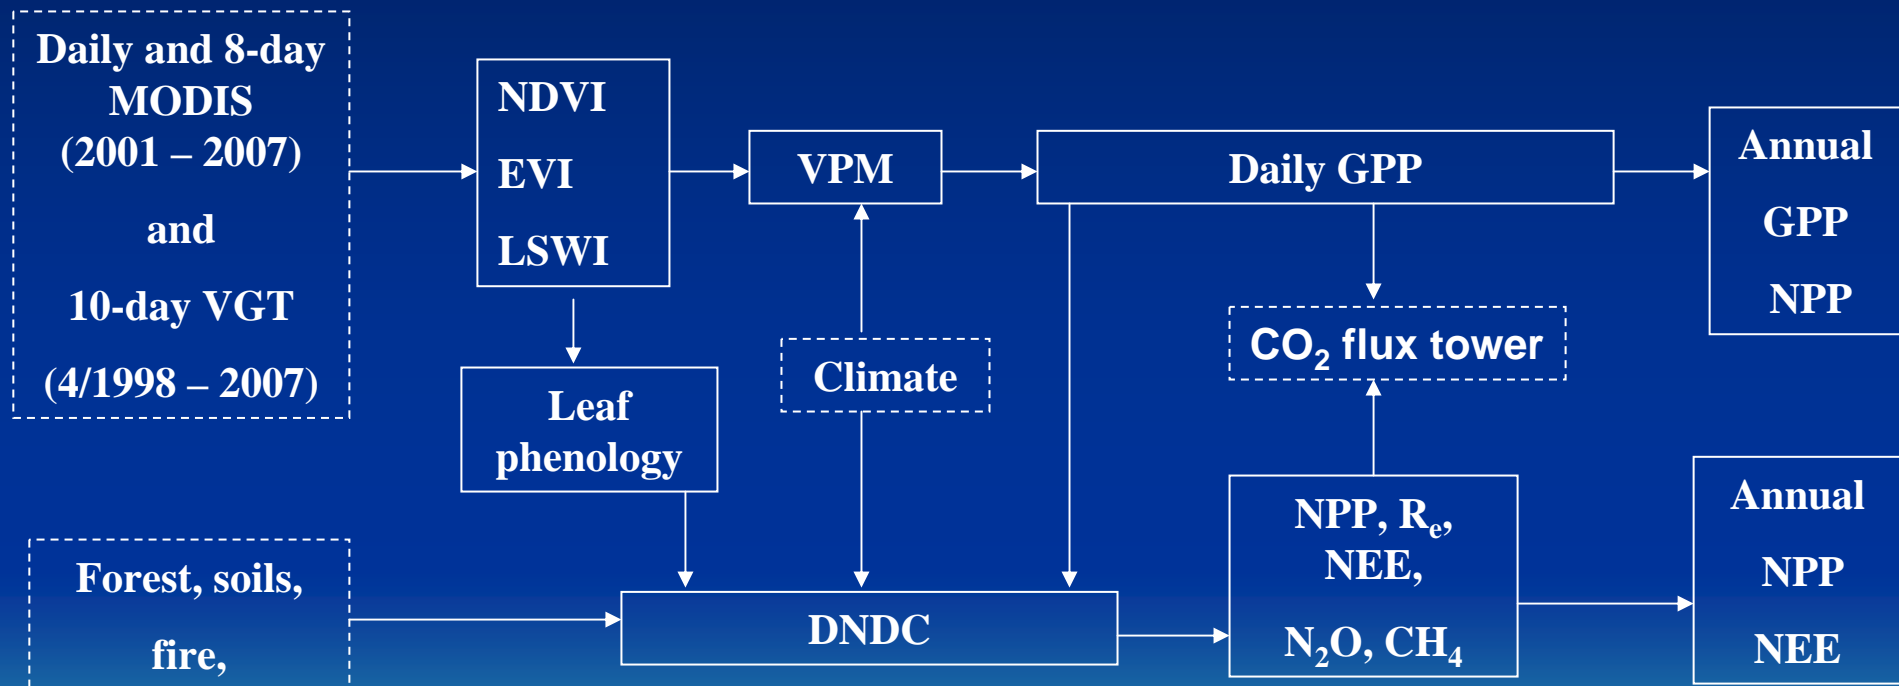 Daily and 8-day
MODIS
(2001 – 2007)
and
10-day VGT
(4/1998 – 2007)
NDVI
EVI
LSWI
VPM
Daily GPP
Annual
GPP
NPP
Climate
CO₂ flux tower
Leaf
phenology
Forest, soils,
fire,
DNDC
NPP, Rₑ,
NEE,
N₂O, CH₄
Annual
NPP
NEE